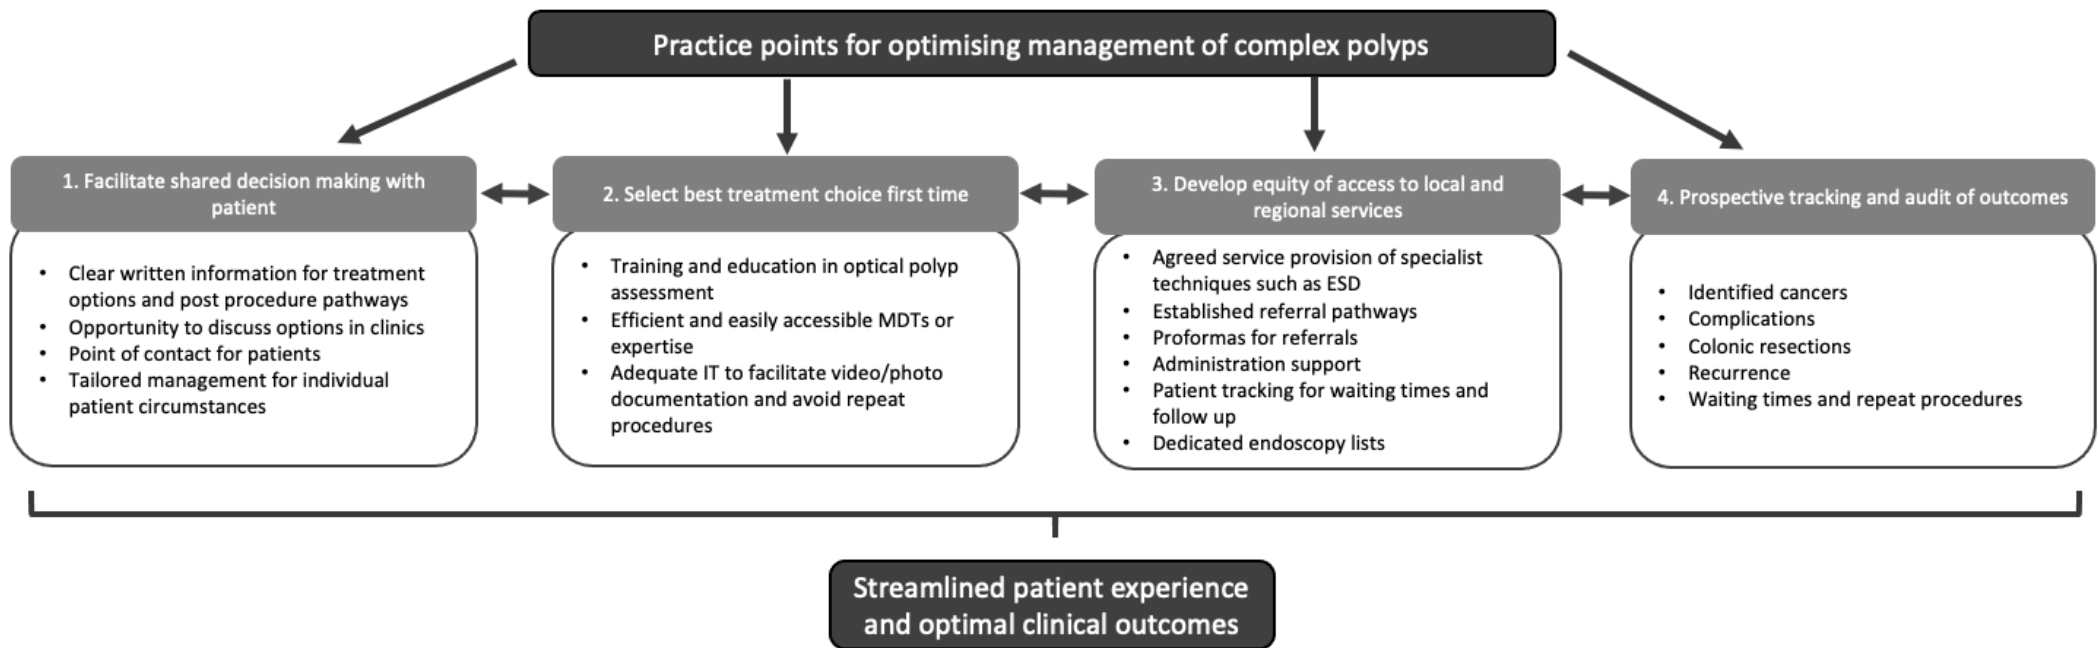 Practice points for optimising management of complex polyps
1. Facilitate shared decision making with
patient
• Clear written information for treatment
options and post procedure pathways
• Opportunity to discuss options in clinics
• Point of contact for patients
• Tailored management for individual
patient circumstances
2. Select best treatment choice first time
• Training and education in optical polyp
assessment
• Efficient and easily accessible MDTs or
expertise
• Adequate IT to facilitate video/photo
documentation and avoid repeat
procedures
3. Develop equity of access to local and
regional services
• Agreed service provision of specialist
techniques such as ESD
• Established referral pathways
• Proformas for referrals
• Administration support
• Patient tracking for waiting times and
follow up
• Dedicated endoscopy lists
4. Prospective tracking and audit of outcomes
• Identified cancers
• Complications
• Colonic resections
• Recurrence
• Waiting times and repeat procedures
Streamlined patient experience
and optimal clinical outcomes